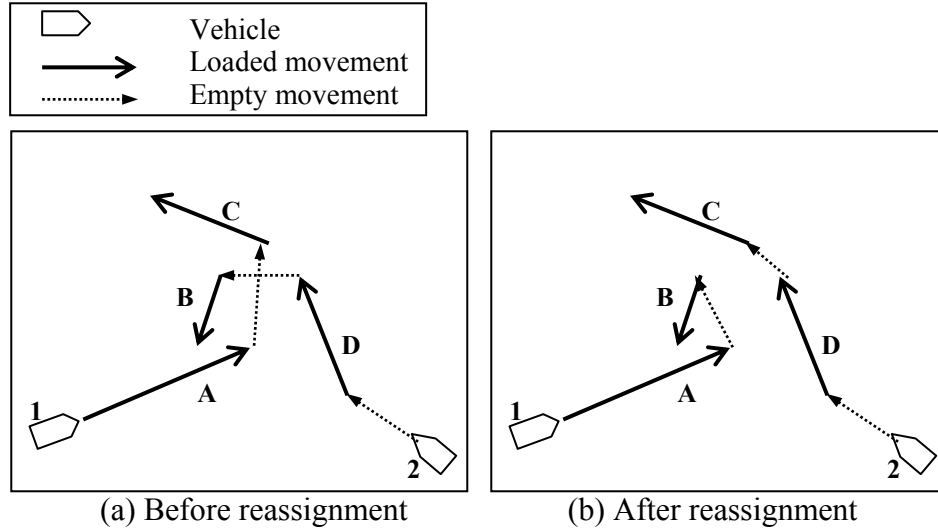 Vehicle
Loaded movement
Empty movement
C
B
D
A
1
2
(a) Before reassignment
C
B
D
A
1
2
(b) After reassignment